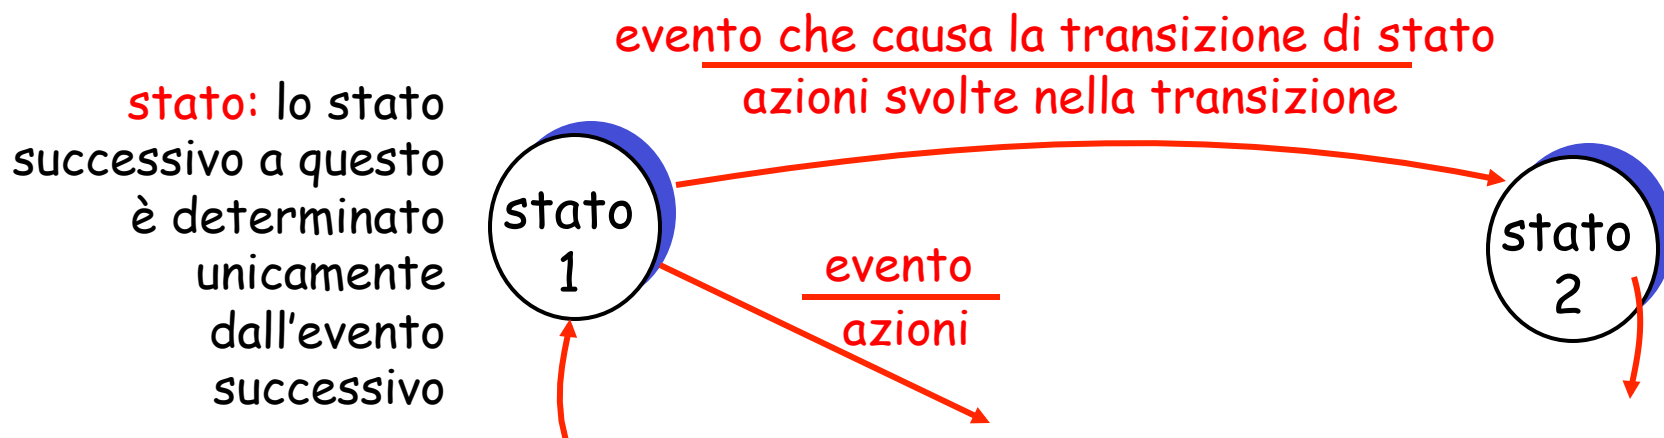 evento che causa la transizione di stato
azioni svolte nella transizione
stato: lo stato
successivo a questo
è determinato
unicamente
dall’evento
successivo
stato
1
evento
azioni
stato
2